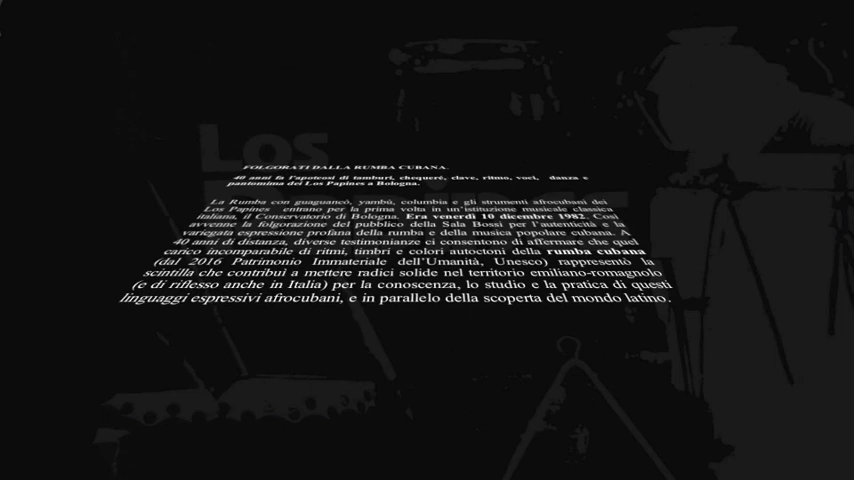 Los
FOLGORATI DALLA RUMBA CUBANA.
40 anni fa l'apoteosi di tamburi, chequeré, clave, ritmo, voci, danza e
pantomima dei Los Papines a Bologna.
La Rumba con guaguancó, yambú, columbia e gli strumenti afrocubani dei
Los Papines entrano per la prima volta in un'istituzione musicale classica
italiana, il Conservatorio di Bologna. Era venerdì 10 dicembre 1982. Così
avvenne la folgorazione del pubblico della Sala Bossi per l'autenticità e la
variegata espressione profana della rumba e della musica popolare cubana. A
40 anni di distanza, diverse testimonianze ci consentono di affermare che quel
carico incomparabile di ritmi, timbri e colori autoctoni della rumba cubana
(dal 2016 Patrimonio Immateriale dell'Umanità, Unesco) rappresentò la
scintilla che contribuì a mettere radici solide nel territorio emiliano-romagnolo
(e di riflesso anche in Italia) per la conoscenza, lo studio e la pratica di questi
linguaggi espressivi afrocubani, e in parallelo della scoperta del mondo latino.